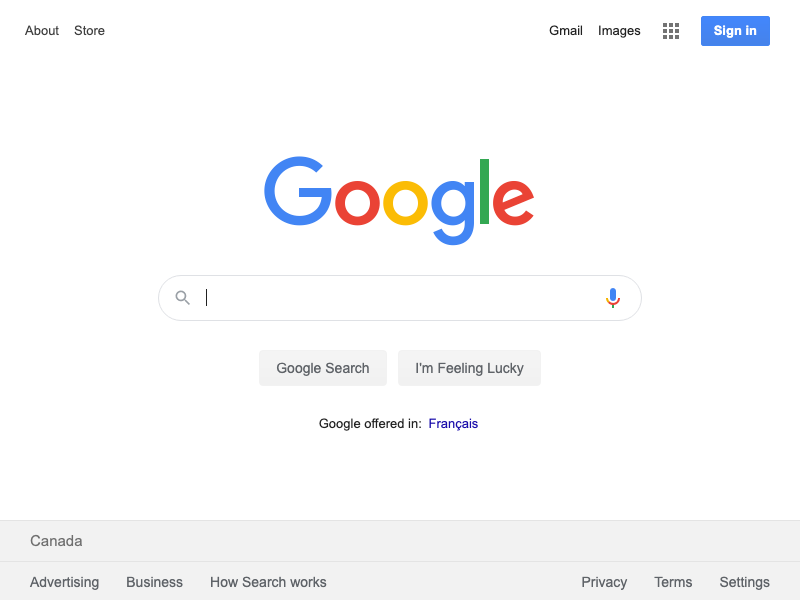 About Store Gmail Images Sign in
Google
Google Search I'm Feeling Lucky
Google offered in: Français
Canada
Advertising Business How Search works Privacy Terms Settings